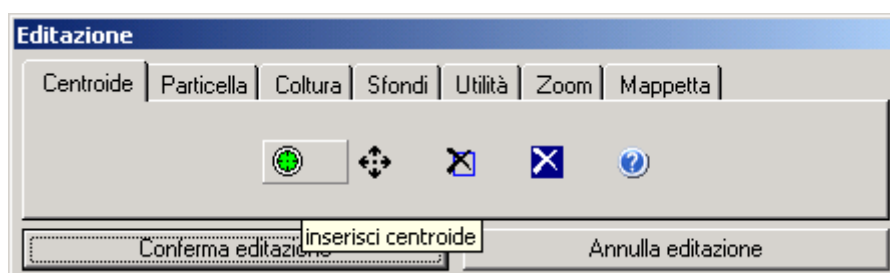 Editazione
Centroide Particella Coltura Sfondi Utilità Zoom Mappetta
inserisci centroide
Conferma editazione Annulla editazione